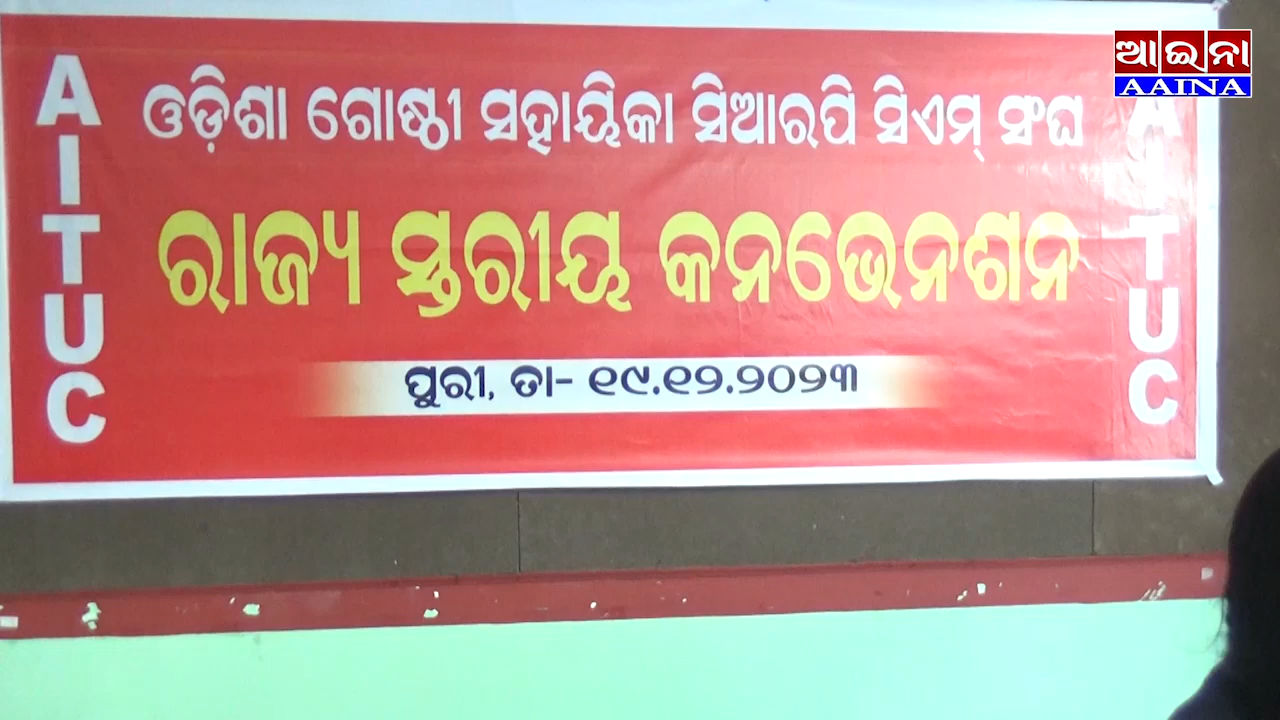 ଆଇନା
AAINA
AITUC
ଓଡ଼ିଶା ଗୋଷ୍ଠୀ ସହାୟିକା ସିଆରପି ସିଏମ୍ ସଂଘ
ରାଜ୍ୟ ସ୍ତରୀୟ କନଭେନଶନ
ପୁରୀ, ତା- ୧୯.୧୨.୨୦୨୩
AITUC